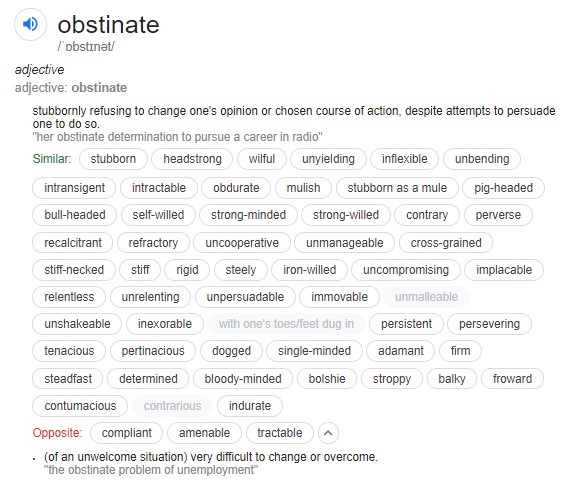 obstinate
/ˈɒbstɪnət/
adjective
adjective: obstinate
stubbornly refusing to change one's opinion or chosen course of action, despite attempts to persuade
one to do so.
"her obstinate determination to pursue a career in radio"
Similar: stubborn headstrong wilful unyielding inflexible unbending
intransigent intractable obdurate mulish stubborn as a mule pig-headed
bull-headed self-willed strong-minded strong-willed contrary perverse
recalcitrant refractory uncooperative unmanageable cross-grained
stiff-necked stiff rigid steely iron-willed uncompromising implacable
relentless unrelenting unpersuadable immovable unmalleable
unshakeable inexorable with one's toes/feet dug in persistent persevering
tenacious pertinacious dogged single-minded adamant firm
steadfast determined bloody-minded bolshie stroppy balky froward
contumacious contrarious indurate
Opposite: compliant amenable tractable
• (of an unwelcome situation) very difficult to change or overcome.
"the obstinate problem of unemployment"